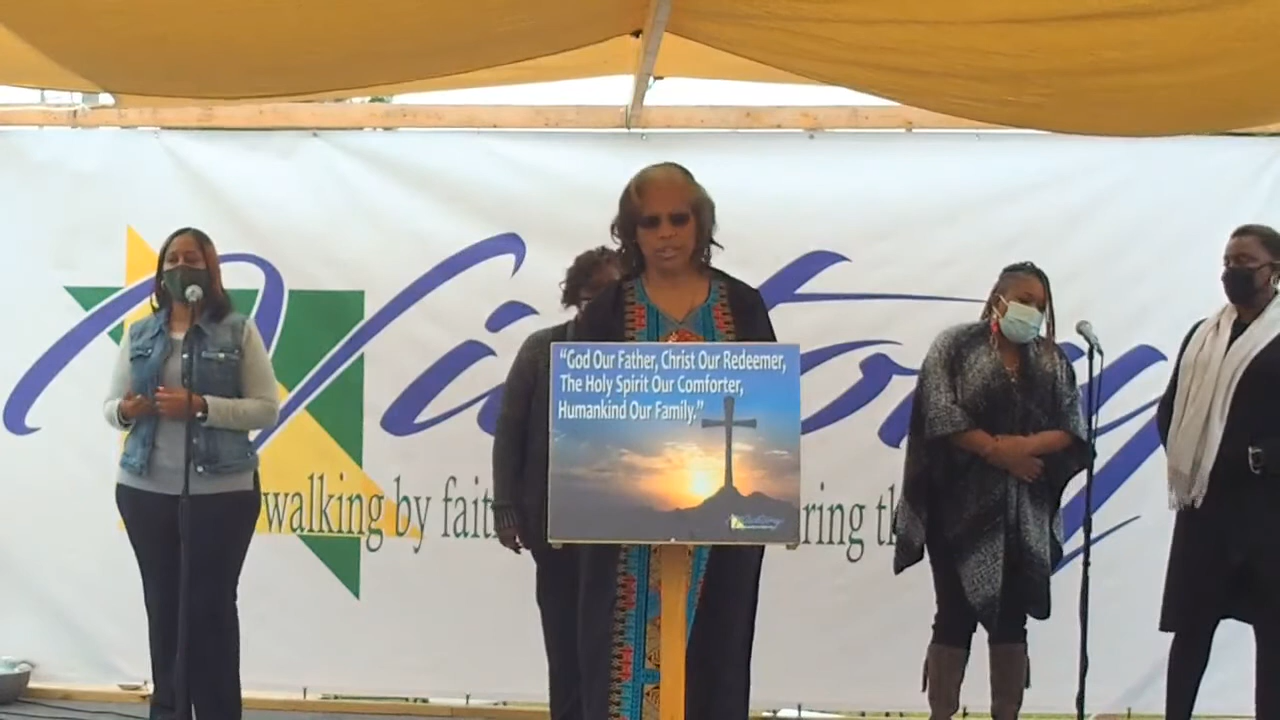 Victory
walking by fait
ring th
"God Our Father, Christ Our Redeemer,
The Holy Spirit Our Comforter,
Humankind Our Family."